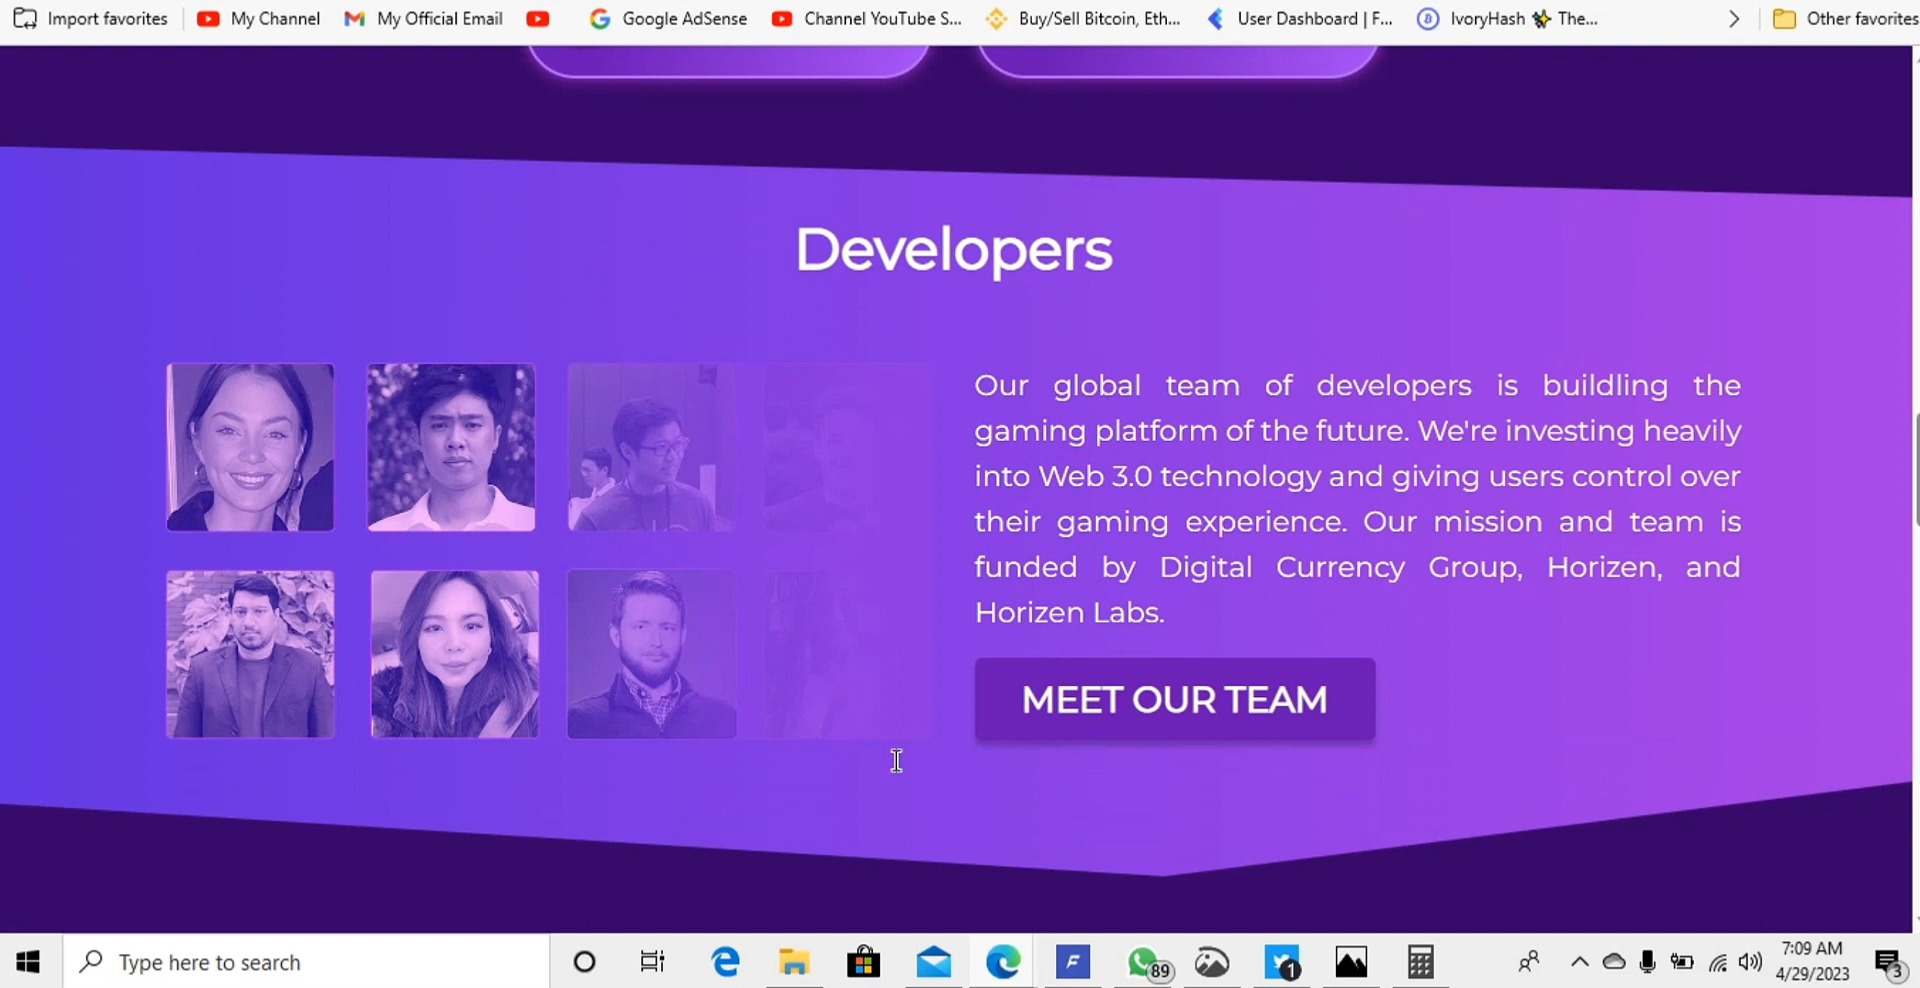 Import favorites My Channel My Official Email Google AdSense Channel YouTube S... Buy/Sell Bitcoin, Eth... User Dashboard | F... IvoryHash The... Other favorites
Developers
Our global team of developers is buildling the
gaming platform of the future. We're investing heavily
into Web 3.0 technology and giving users control over
their gaming experience. Our mission and team is
funded by Digital Currency Group, Horizen, and
Horizen Labs.
MEET OUR TEAM
Type here to search
F
89
1
7:09 AM
4/29/2023
3